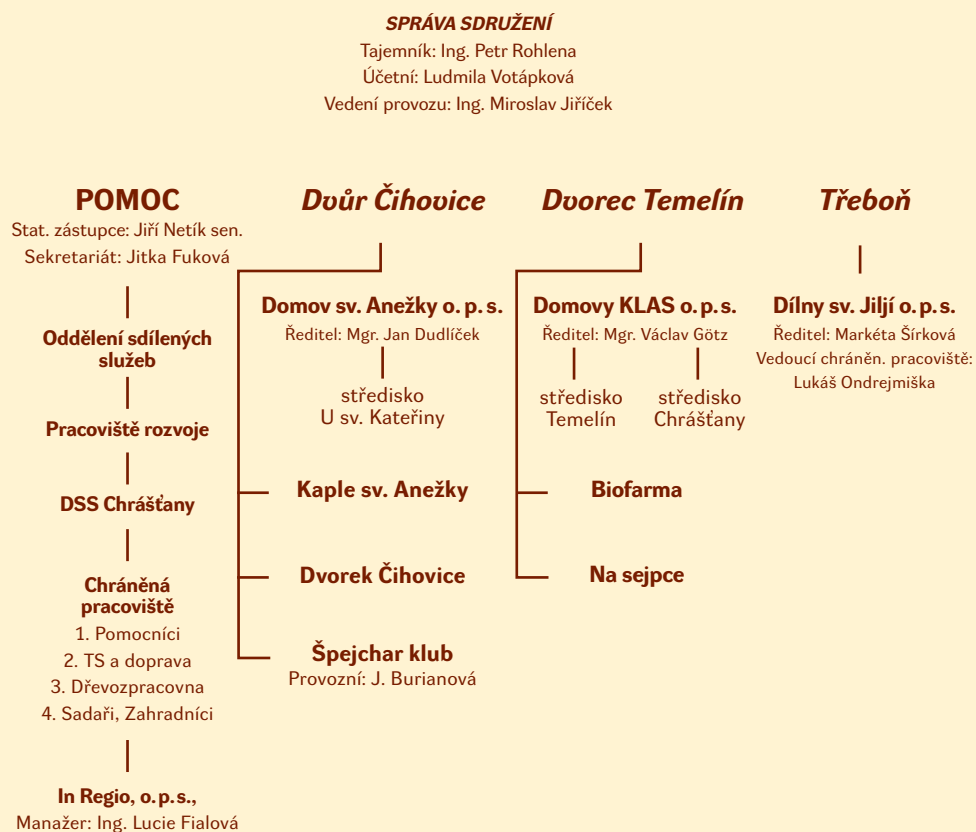 SPRÁVA SDRUŽENÍ
Tajemník: Ing. Petr Rohlena
Účetní: Ludmila Votápková
Vedení provozu: Ing. Miroslav Jiříček
POMOC
Stat. zástupce: Jiří Netík sen.
Sekretariát: Jitka Fuková
Oddělení sdílených
služeb
Pracoviště rozvoje
DSS Chrášťany
Chráněná
pracoviště
1. Pomocníci
2. TS a doprava
3. Dřevozpracovna
4. Sadaři, Zahradníci
In Regio, o.p.s.,
Manažer: Ing. Lucie Fialová
Dvůr Čihovice
Domov sv. Anežky o.p.s.
Ředitel: Mgr. Jan Dudlíček
středisko
U sv. Kateřiny
Kaple sv. Anežky
Dvorek Čihovice
Špejchar klub
Provozní: J. Burianová
Dvorec Temelín
Domovy KLAS o.p.s.
Ředitel: Mgr. Václav Götz
středisko
Temelín
středisko
Chrášťany
Biofarma
Na sejpce
Třeboň
Dílny sv. Jiljí o.p.s.
Ředitel: Markéta Šírková
Vedoucí chráněn. pracoviště:
Lukáš Ondrejmiška